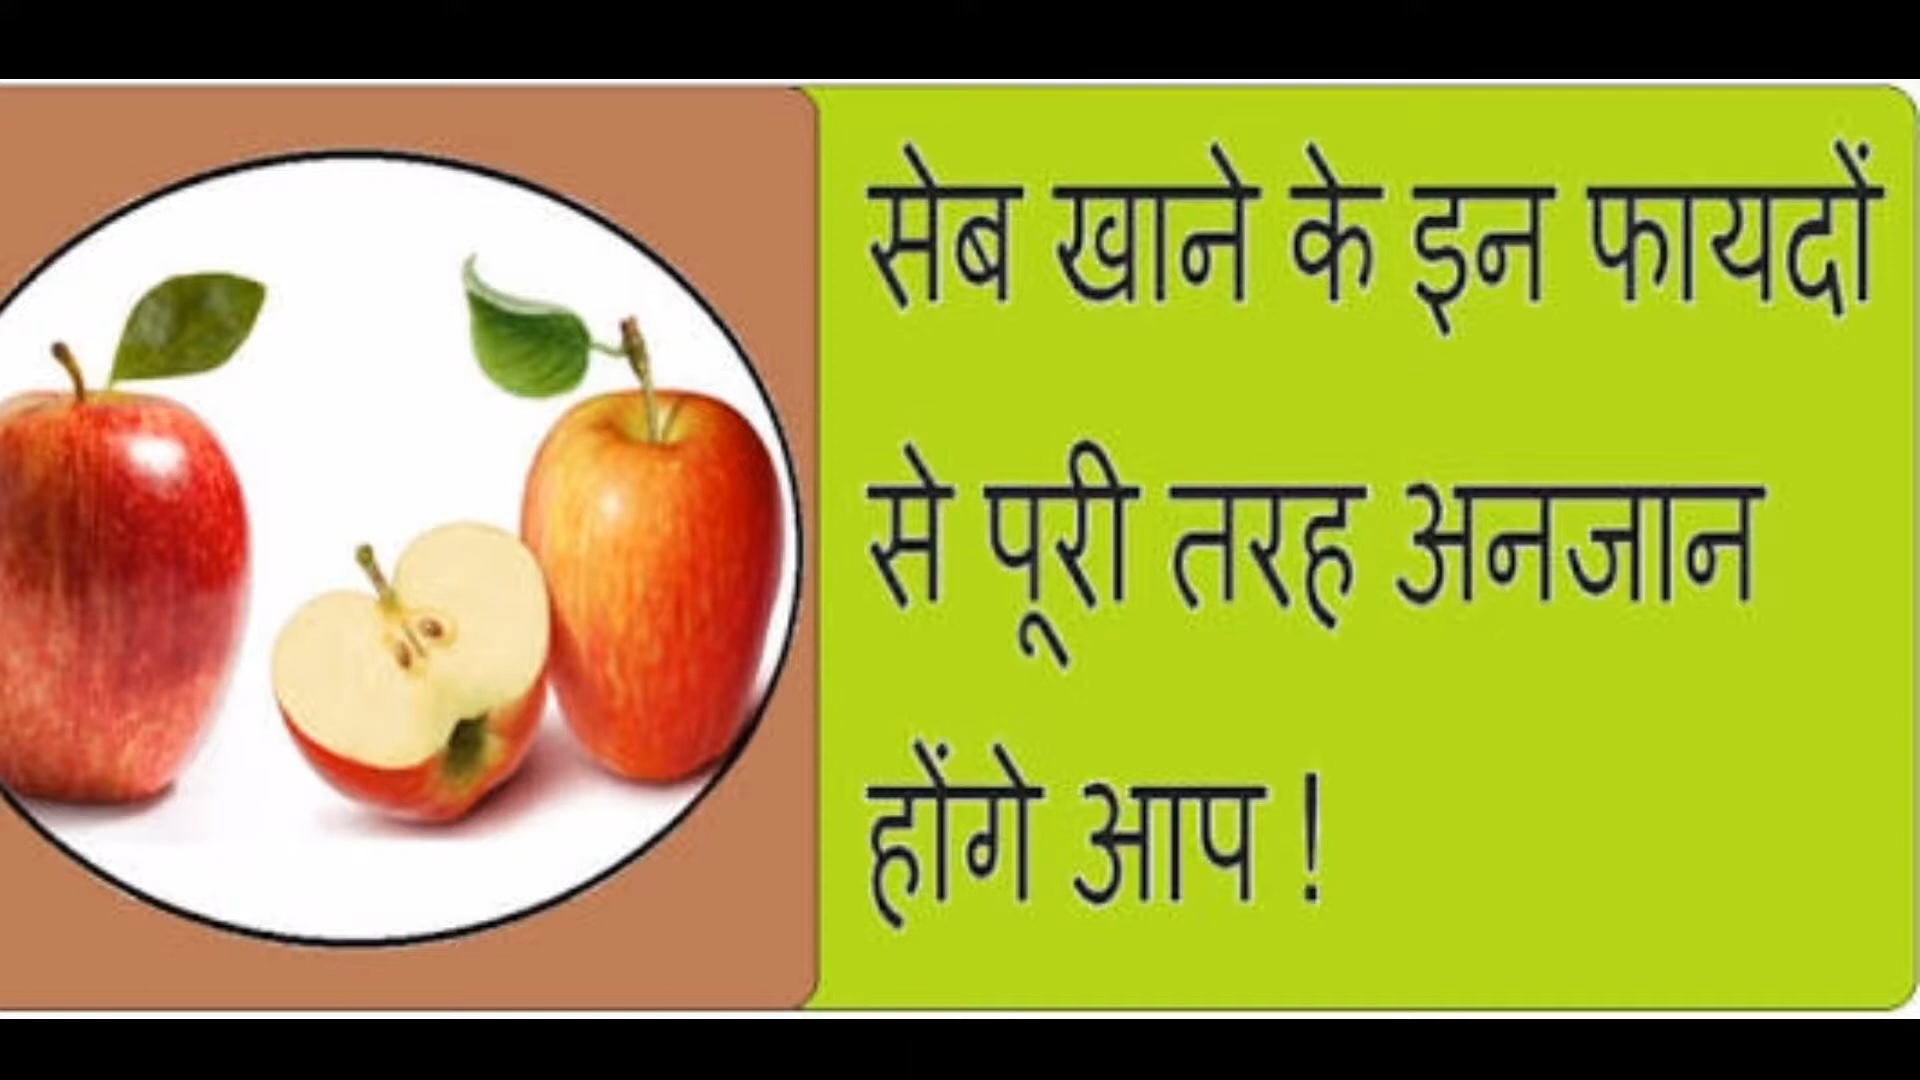 सेब खाने के इन फायदों
से पूरी तरह अनजान
होंगे आप !